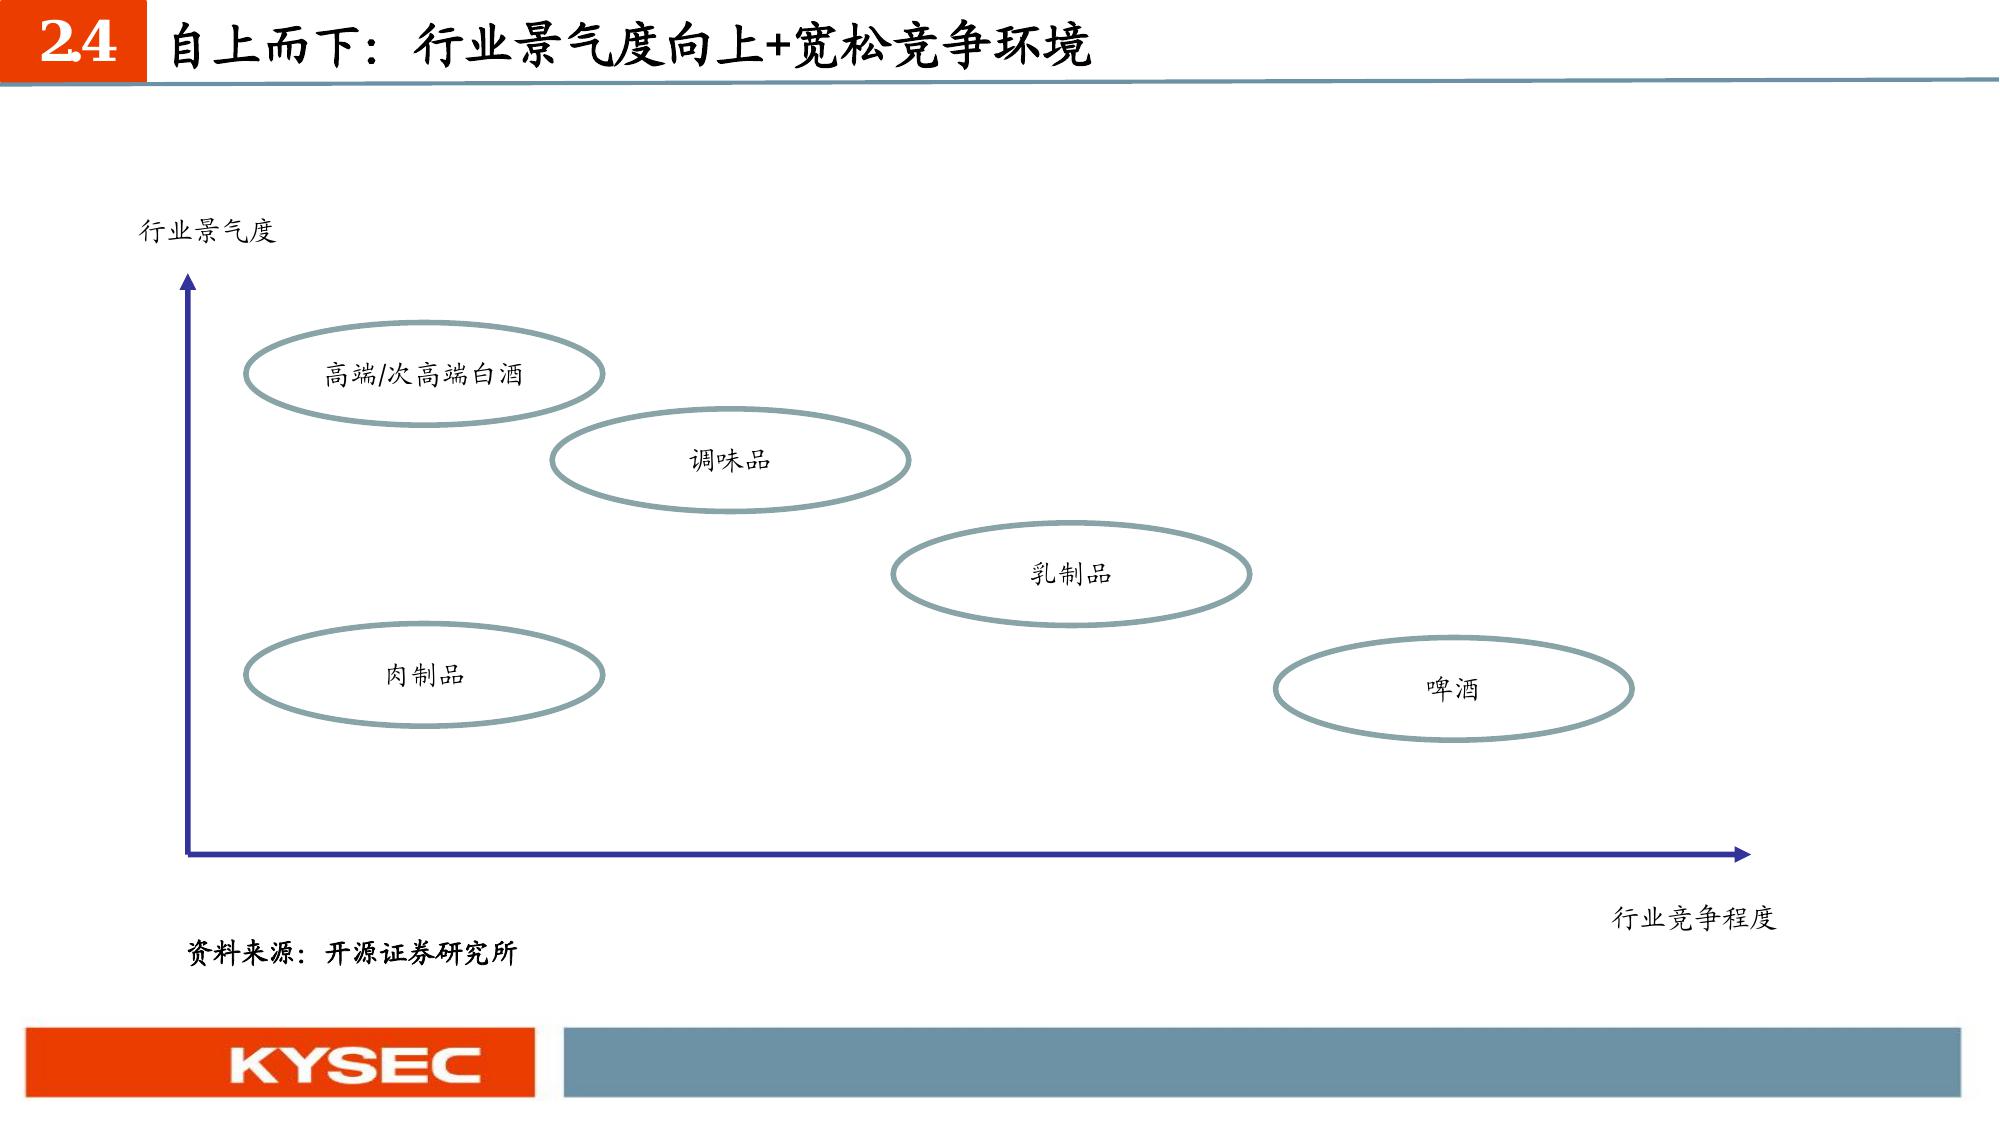 2.4 自上而下：行业景气度向上+宽松竞争环境
行业景气度
高端/次高端白酒
调味品
乳制品
肉制品
啤酒
行业竞争程度
资料来源：开源证券研究所
KYSEC